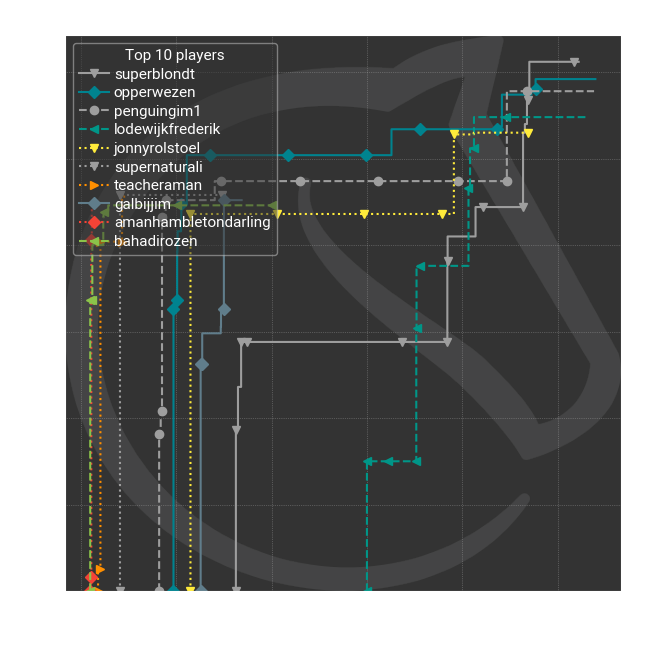 Top 10 players
superblondt
opperwezen
penguingim1
lodewijkfrederik
jonnyrolstoel
supernaturali
teacheraman
galbijjim
amanhambletondarling
bahadirozen